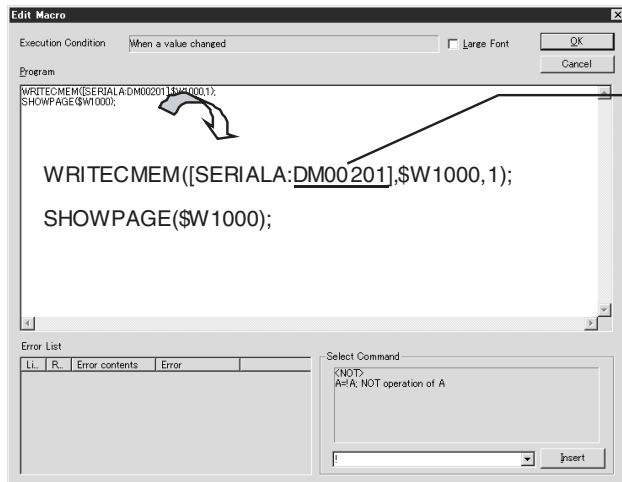 Edit Macro
Execution Condition When a value changed Large Font OK
Cancel
Program
WRITECMEM([SERIALA:DM00201],$W1000,1);
SHOWPAGE($W1000);
WRITECMEM([SERIALA:DM00201],$W1000,1);
SHOWPAGE($W1000);
Error List
Li... R... Error contents Error
Select Command
<NOT>
A=!A; NOT operation of A
! Insert